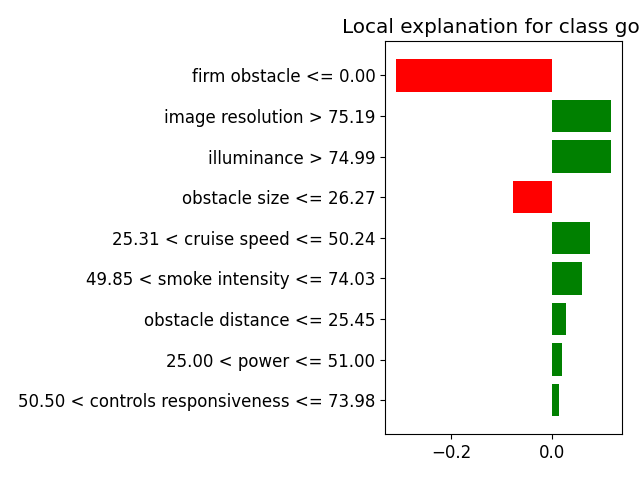 Local explanation for class go
firm obstacle <= 0.00
image resolution > 75.19
illuminance > 74.99
obstacle size <= 26.27
25.31 < cruise speed <= 50.24
49.85 < smoke intensity <= 74.03
obstacle distance <= 25.45
25.00 < power <= 51.00
50.50 < controls responsiveness <= 73.98
−0.2 0.0